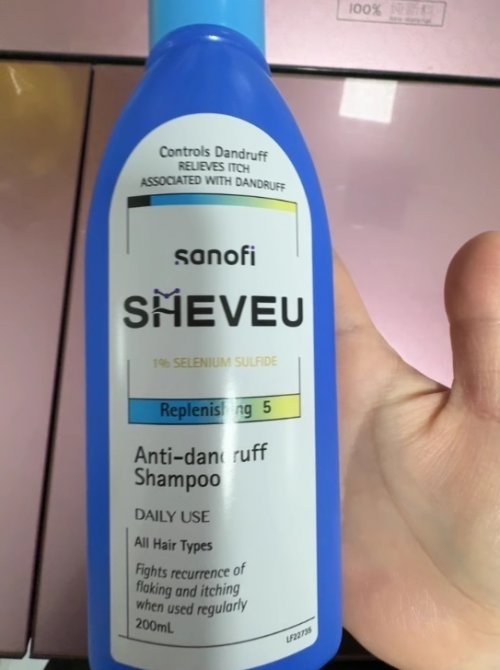 100%
Controls Dandruff
RELIEVES ITCH
ASSOCIATED WITH DANDRUFF
sanofi
SHEVEU
1% SELENIUM SULFIDE
Replenishing 5
Anti-dandruff
Shampoo
DAILY USE
All Hair Types
Fights recurrence of
flaking and itching
when used regularly
200mL